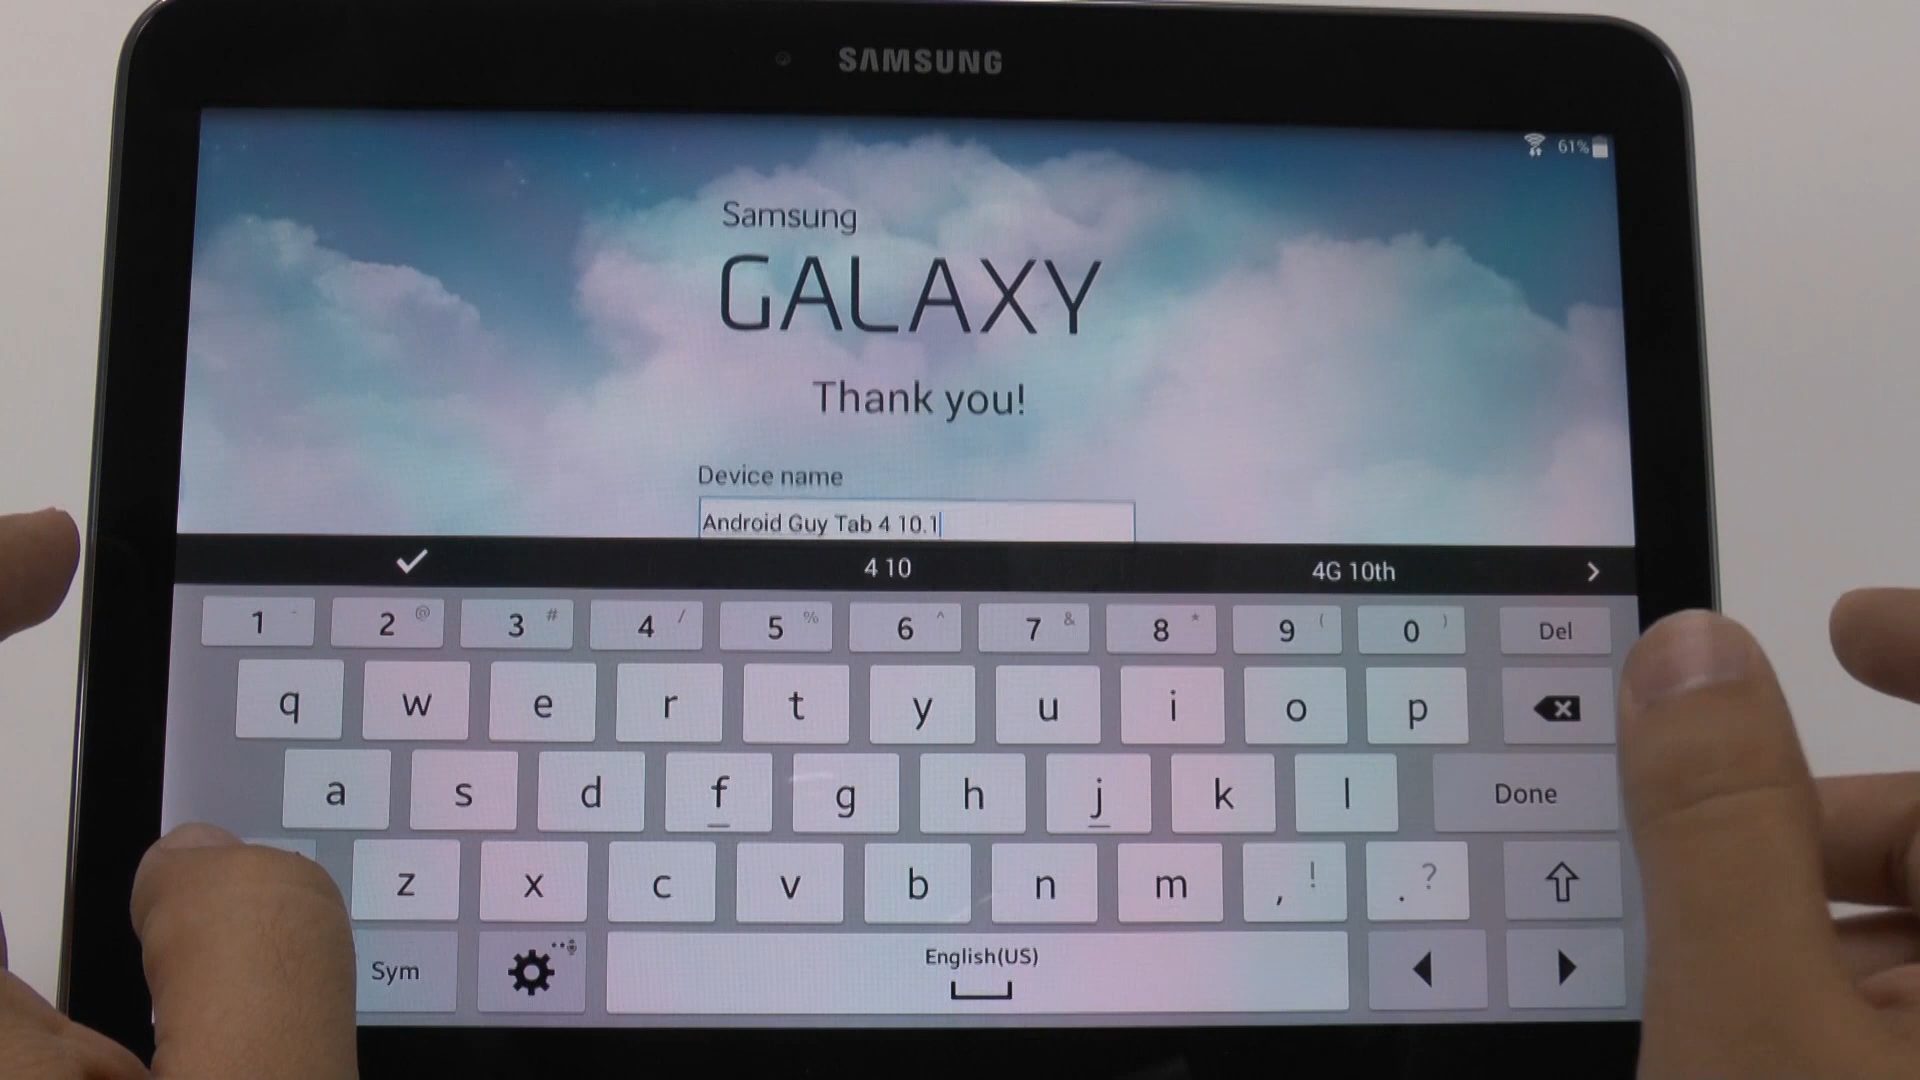 SAMSUNG
61%
Samsung
GALAXY
Thank you!
Device name
Android Guy Tab 4 10.1
4 10 4G 10th
1 - 2 @ 3 # 4 / 5 % 6 ^ 7 & 8 * 9 ( 0 ) Del
q w e r t y u i o p
a s d f g h j k l Done
z x c v b n m , ! . ?
Sym English(US)